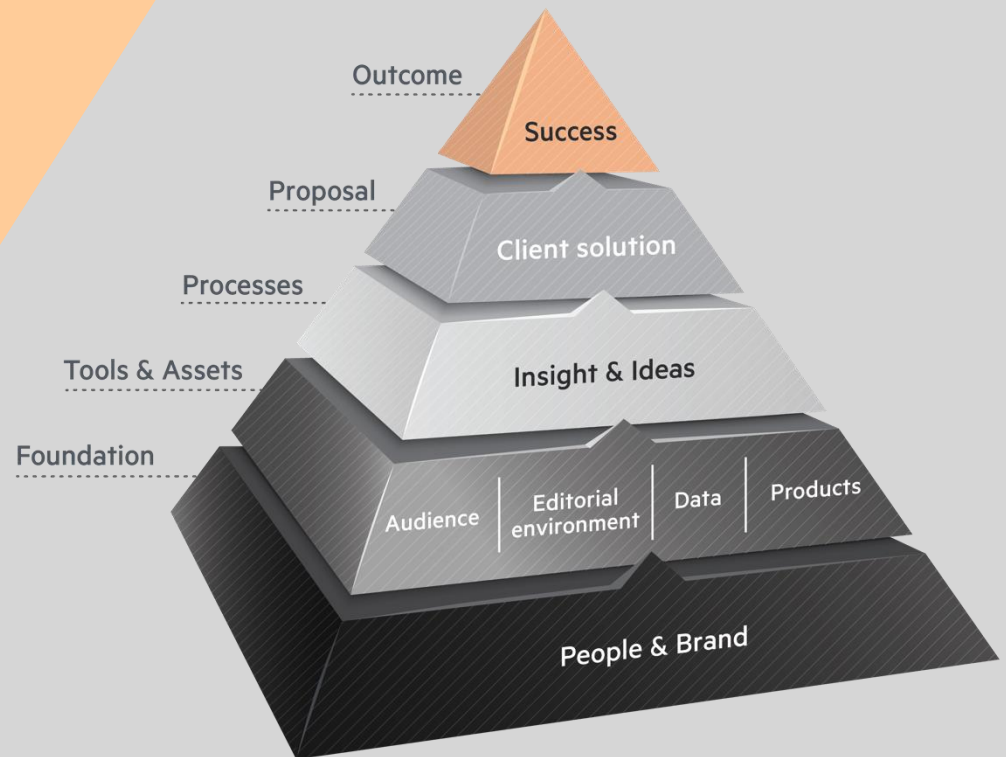 Outcome
Success
Proposal
Client solution
Processes
Insight & Ideas
Tools & Assets
Audience
Editorial
environment
Data
Products
Foundation
People & Brand